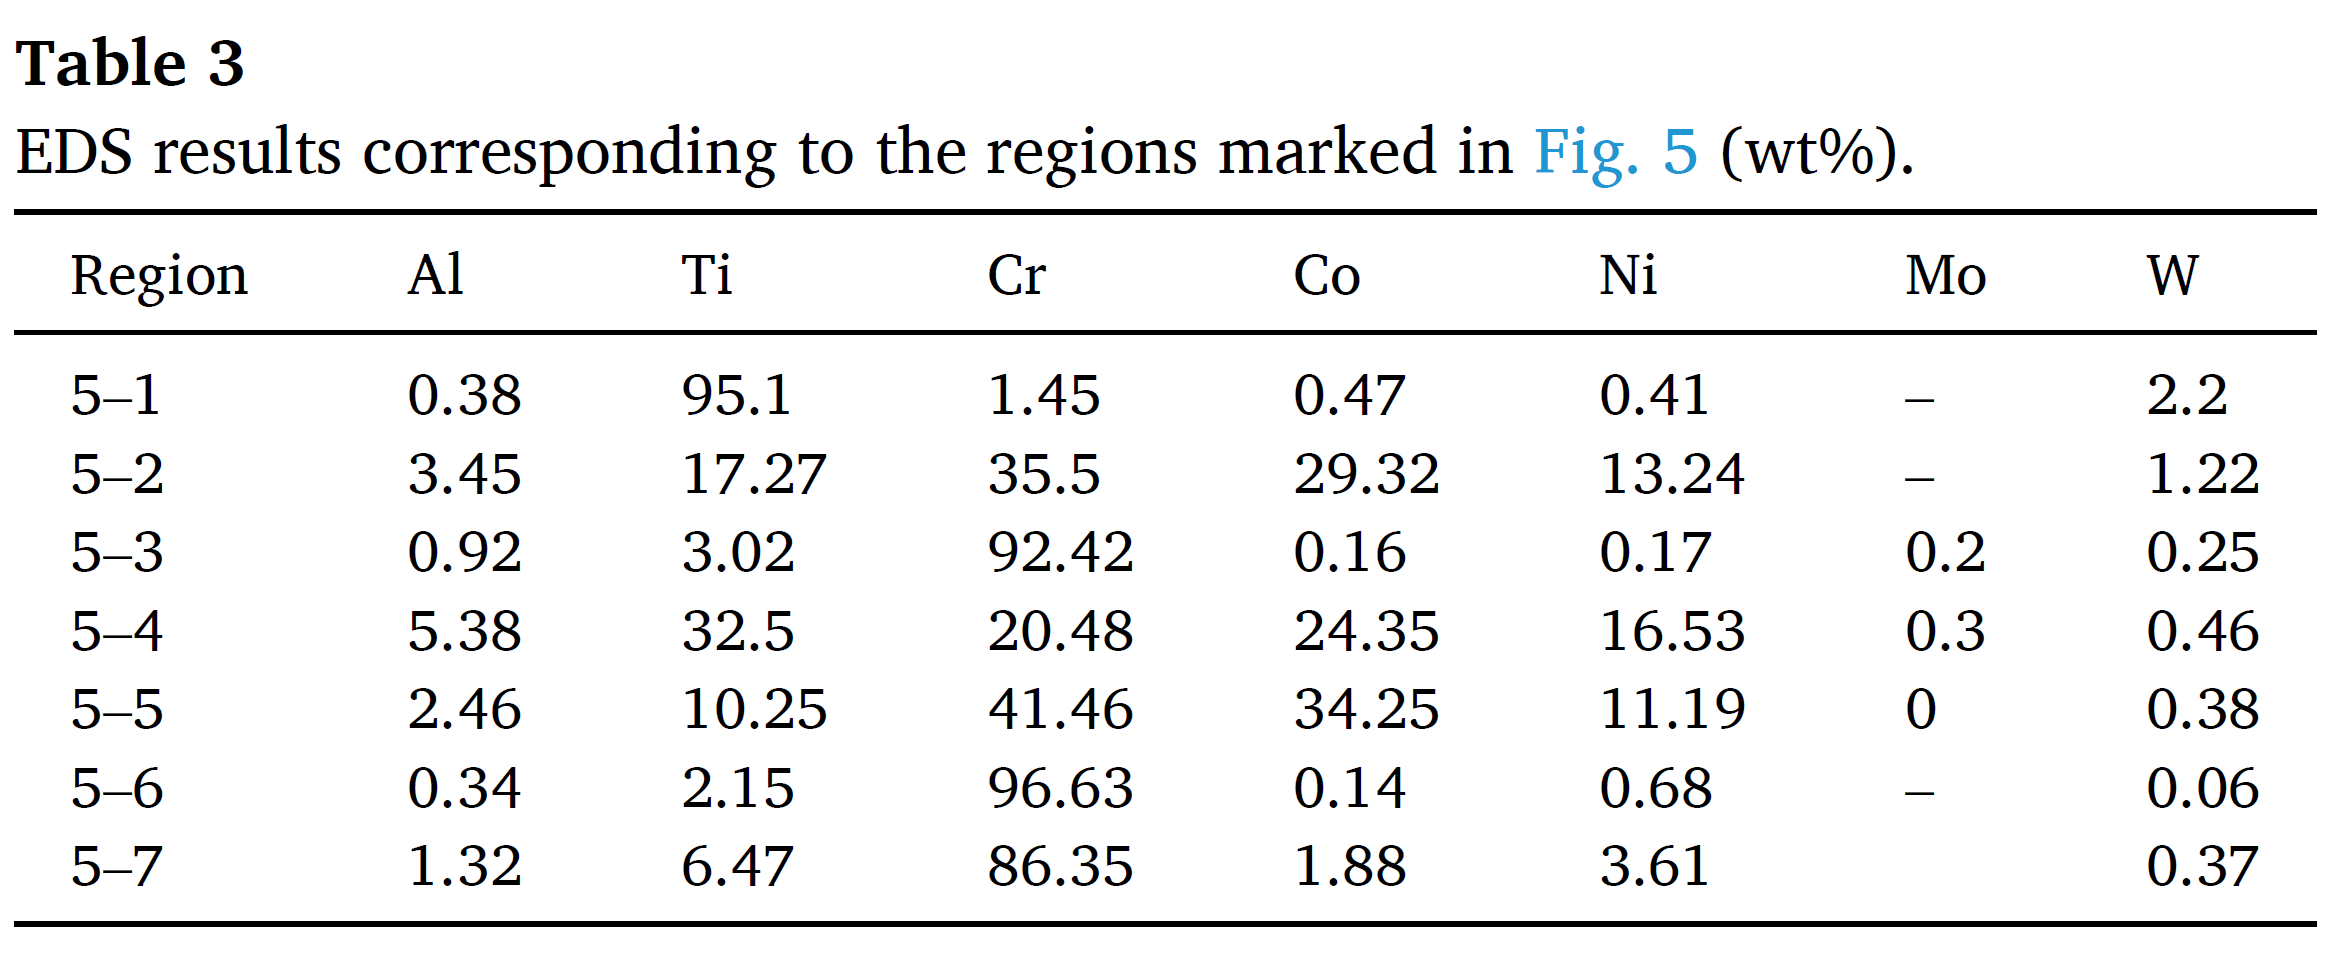 Table 3
EDS results corresponding to the regions marked in Fig. 5 (wt%).
Region Al Ti Cr Co Ni Mo W
5–1 0.38 95.1 1.45 0.47 0.41 – 2.2
5–2 3.45 17.27 35.5 29.32 13.24 – 1.22
5–3 0.92 3.02 92.42 0.16 0.17 0.2 0.25
5–4 5.38 32.5 20.48 24.35 16.53 0.3 0.46
5–5 2.46 10.25 41.46 34.25 11.19 0 0.38
5–6 0.34 2.15 96.63 0.14 0.68 – 0.06
5–7 1.32 6.47 86.35 1.88 3.61 0.37